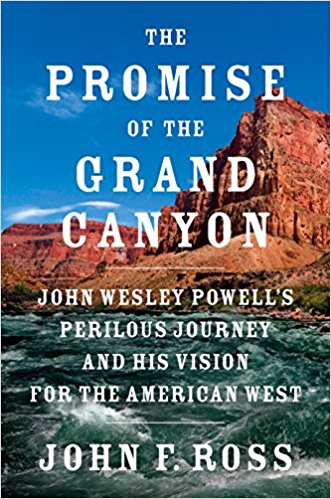 THE
PROMISE
OF THE
GRAND
CANYON
JOHN WESLEY POWELL'S
PERILOUS JOURNEY
AND HIS VISION
FOR THE AMERICAN WEST
JOHN F. ROSS